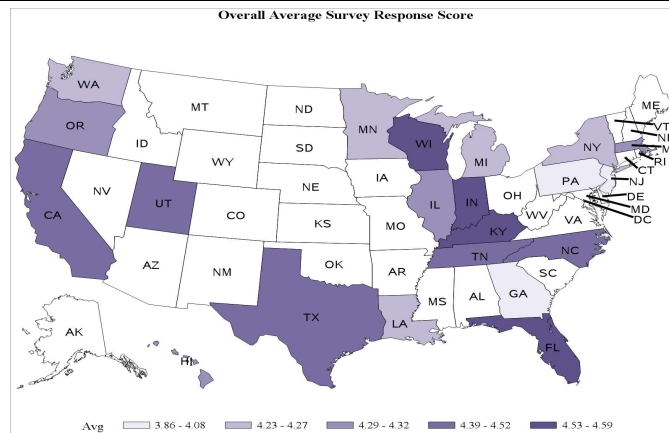 Overall Average Survey Response Score
WA
MT
ND
MN
ME
VT
OR
ID
SD
WI
MI
NY
M
RI
CT
WY
NE
IA
PA
NJ
NV
UT
CO
IL
IN
OH
DE
MD
DC
WV
VA
CA
KS
MO
KY
AZ
NM
OK
AR
TN
NC
SC
MS
AL
GA
TX
LA
FL
AK
HI
Avg 3.86 - 4.08 4.23 - 4.27 4.29 - 4.32 4.39 - 4.52 4.53 - 4.59